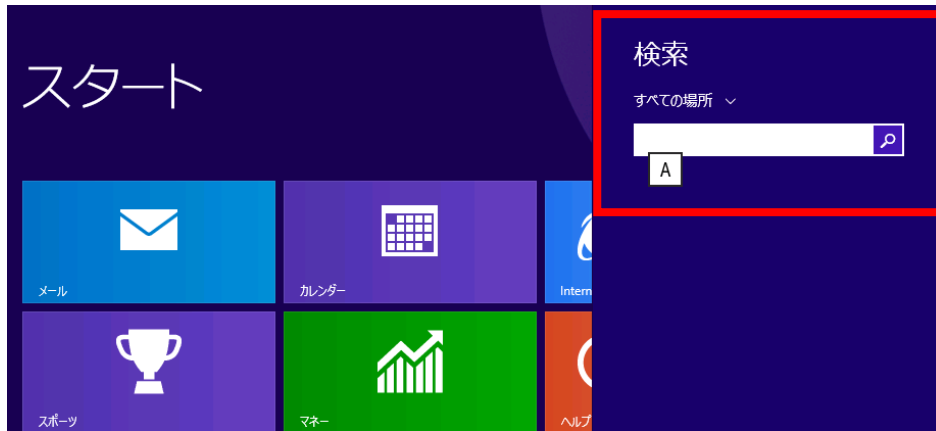 スタート
検索
すべての場所
A
メール
カレンダー
Intern
スポーツ
マネー
ヘルプ